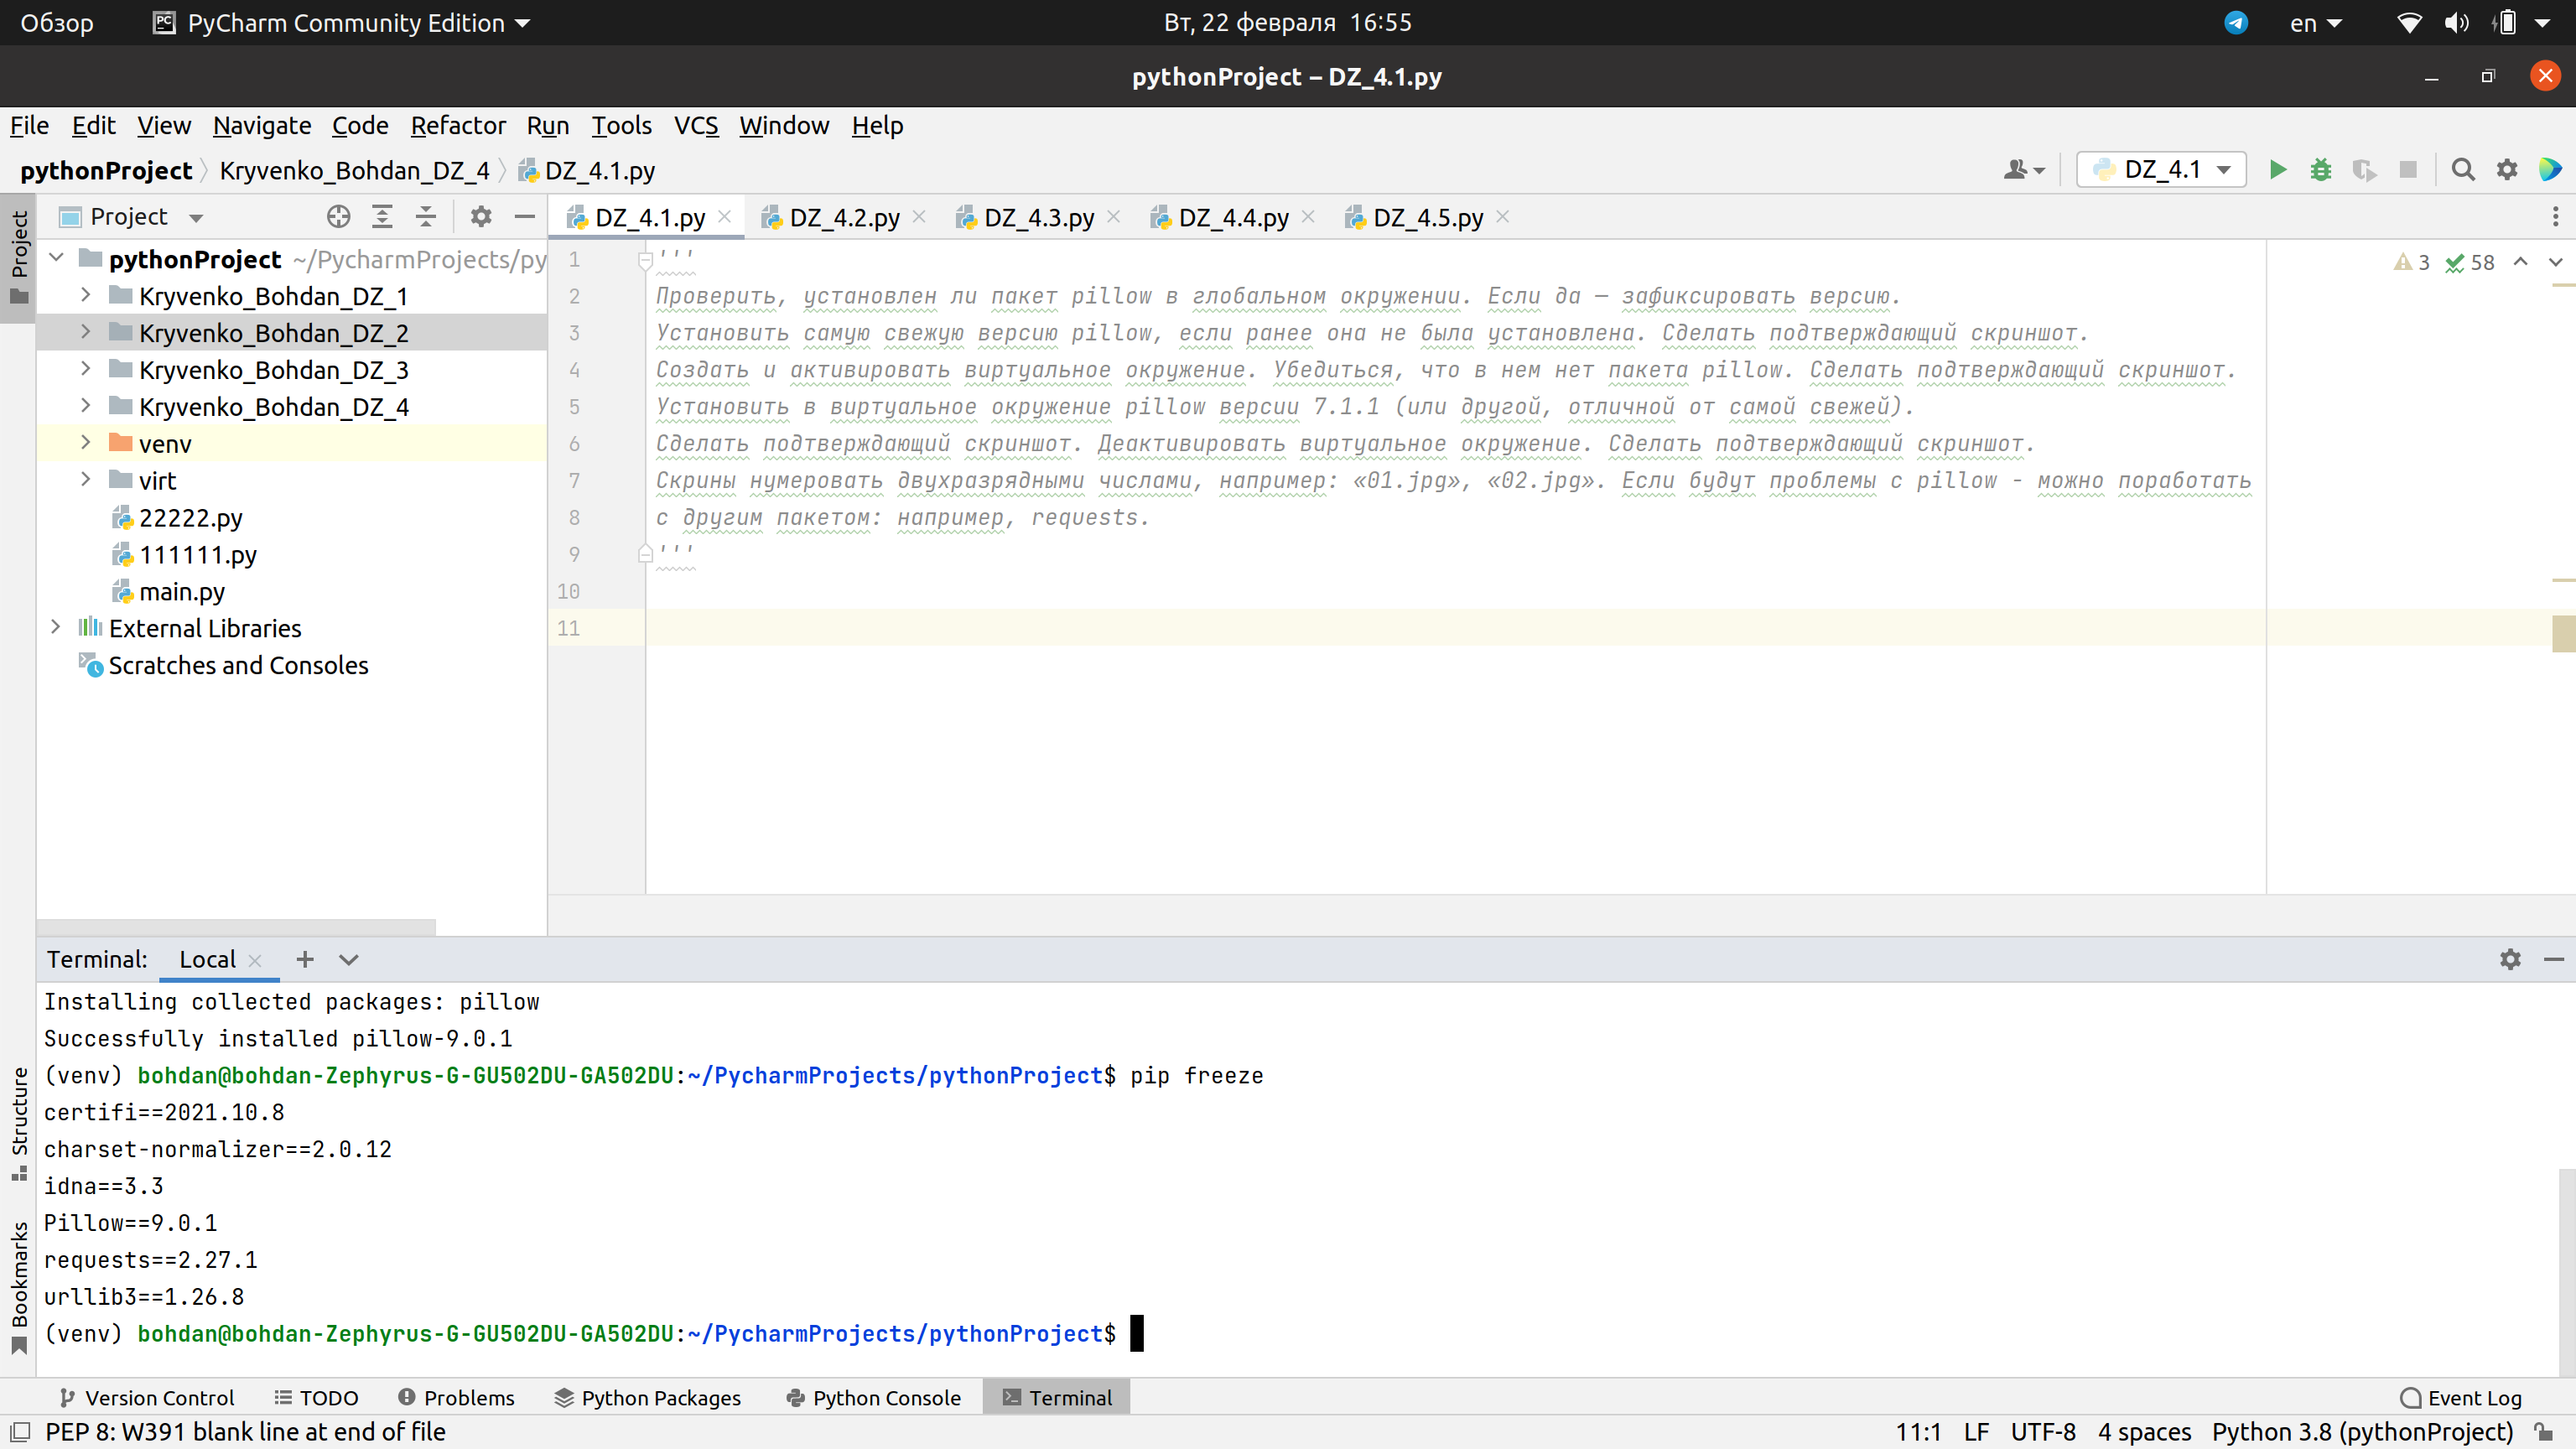 Обзор PyCharm Community Edition Вт, 22 февраля 16:55 en
pythonProject – DZ_4.1.py
File Edit View Navigate Code Refactor Run Tools VCS Window Help
pythonProject Kryvenko_Bohdan_DZ_4 DZ_4.1.py DZ_4.1
Project DZ_4.1.py DZ_4.2.py DZ_4.3.py DZ_4.4.py DZ_4.5.py
Project
pythonProject ~/PycharmProjects/py
Kryvenko_Bohdan_DZ_1
Kryvenko_Bohdan_DZ_2
Kryvenko_Bohdan_DZ_3
Kryvenko_Bohdan_DZ_4
venv
virt
22222.py
111111.py
main.py
External Libraries
Scratches and Consoles
1 ''' 3 58
2 Проверить, установлен ли пакет pillow в глобальном окружении. Если да — зафиксировать версию.
3 Установить самую свежую версию pillow, если ранее она не была установлена. Сделать подтверждающий скриншот.
4 Создать и активировать виртуальное окружение. Убедиться, что в нем нет пакета pillow. Сделать подтверждающий скриншот.
5 Установить в виртуальное окружение pillow версии 7.1.1 (или другой, отличной от самой свежей).
6 Сделать подтверждающий скриншот. Деактивировать виртуальное окружение. Сделать подтверждающий скриншот.
7 Скрины нумеровать двухразрядными числами, например: «01.jpg», «02.jpg». Если будут проблемы с pillow - можно поработать
8 с другим пакетом: например, requests.
9 '''
10
11
Terminal: Local
Installing collected packages: pillow
Successfully installed pillow-9.0.1
(venv) bohdan@bohdan-Zephyrus-G-GU502DU-GA502DU:~/PycharmProjects/pythonProject$ pip freeze
certifi==2021.10.8
charset-normalizer==2.0.12
idna==3.3
Pillow==9.0.1
requests==2.27.1
urllib3==1.26.8
(venv) bohdan@bohdan-Zephyrus-G-GU502DU-GA502DU:~/PycharmProjects/pythonProject$
Structure
Bookmarks
Version Control TODO Problems Python Packages Python Console Terminal Event Log
PEP 8: W391 blank line at end of file 11:1 LF UTF-8 4 spaces Python 3.8 (pythonProject)